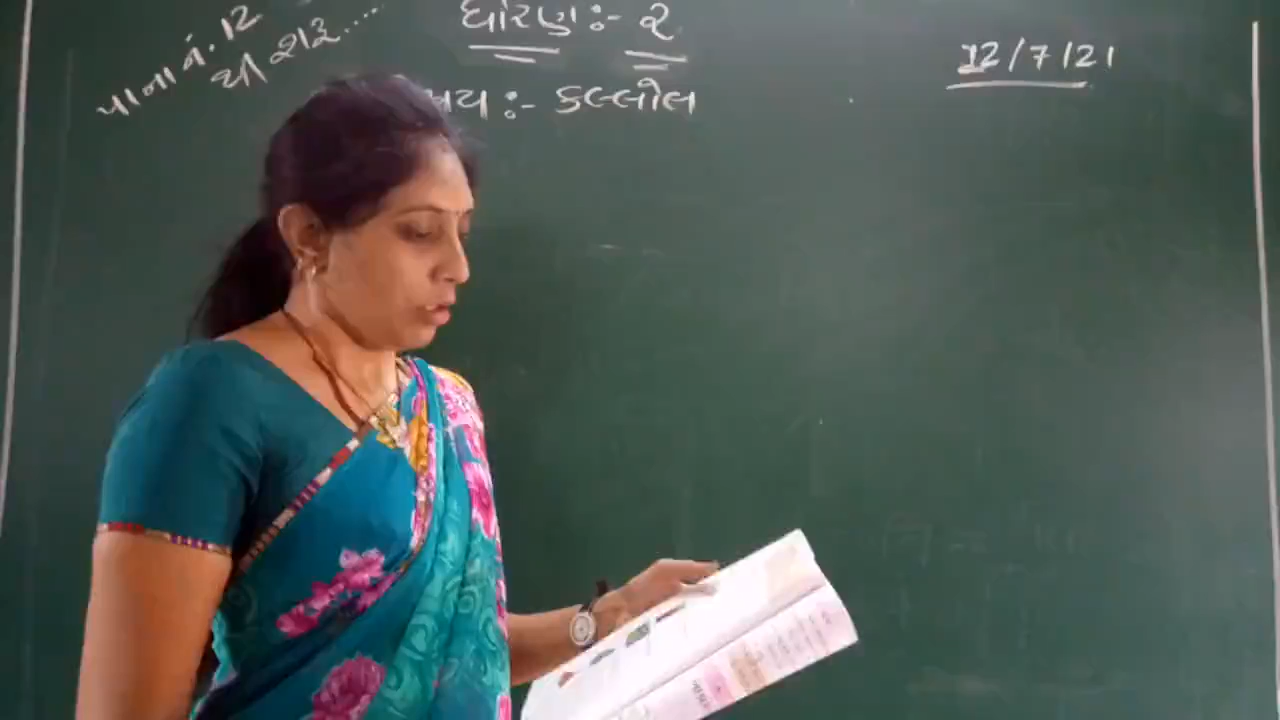 પાના નં. 12
થી શરૂ....
ધોરણ :- ૨
12/7/21
:- કલ્લોલ